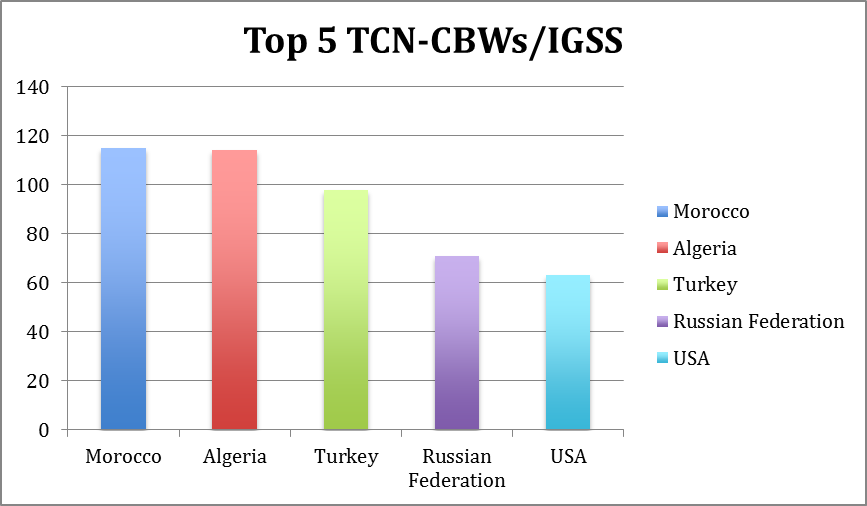 Top 5 TCN-CBWs/IGSS
140
120
100
80
60
40
20
0
Morocco
Algeria
Turkey
Russian
Federation
USA
Morocco
Algeria
Turkey
Russian Federation
USA